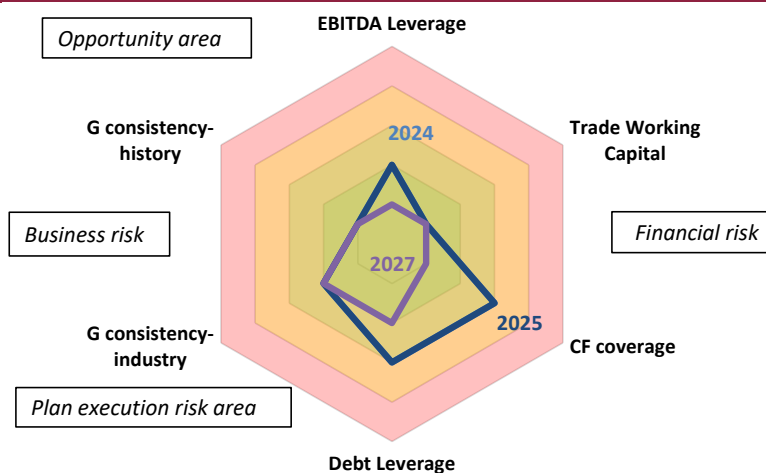 EBITDA Leverage
Opportunity area
G consistency-
history
2024
Trade Working
Capital
Business risk
2027
Financial risk
2025
G consistency-
industry
CF coverage
Plan execution risk area
Debt Leverage